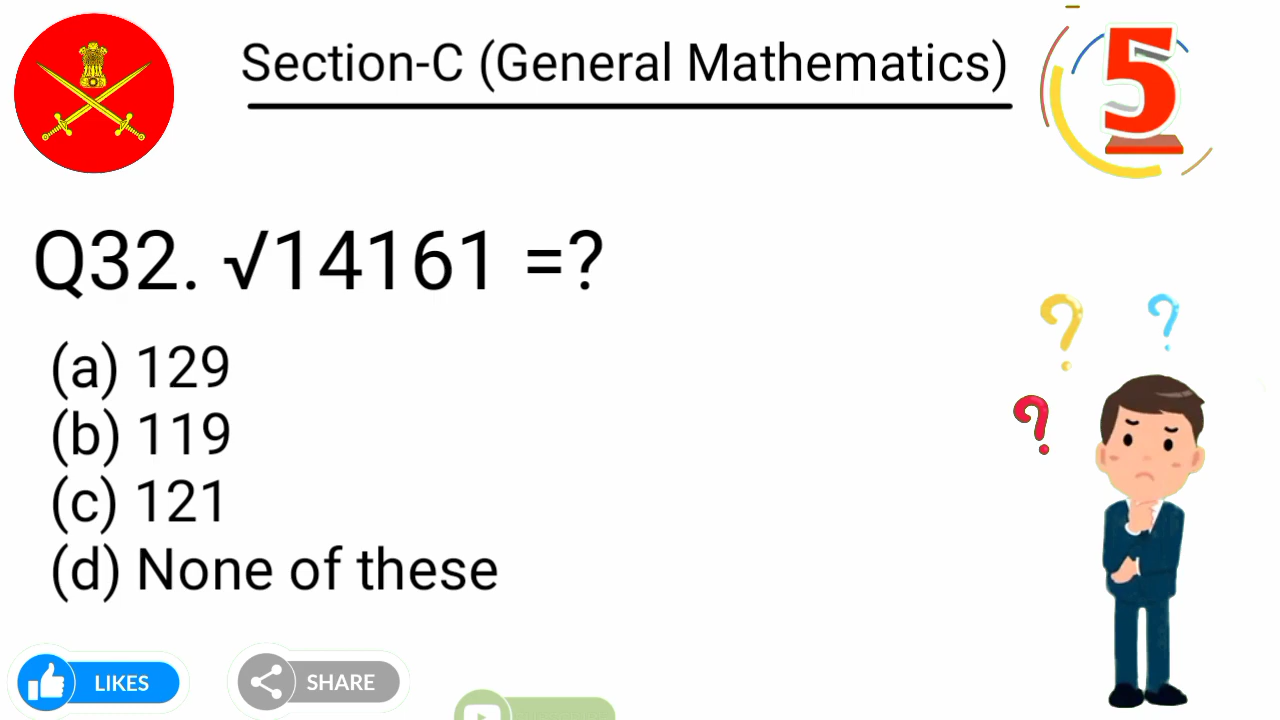 Section-C (General Mathematics)
5
Q32. √14161 =?
(a) 129
(b) 119
(c) 121
(d) None of these
LIKES
SHARE